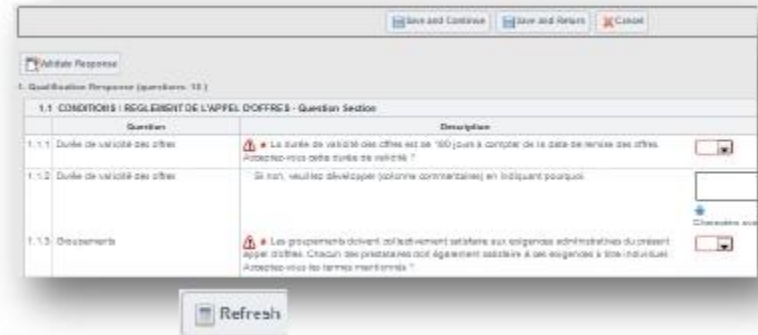 Save and Continue Save and Return Cancel
Validate Response
1. Qualification Response (questions: 10 )
1.1 CONDITIONS / REGLEMENT DE L'APPEL D'OFFRES - Question Section
Question Description
1.1.1 Durée de validité des offres * La durée de validité des offres est de 180 jours à compter de la date de remise des offres.
Acceptez-vous cette durée de validité ?
1.1.2 Durée de validité des offres Si non, veuillez développer (colonne commentaires) en indiquant pourquoi
Characters
1.1.3 Groupements * Les groupements doivent collectivement satisfaire aux exigences administratives du présent
appel d'offres. Chacun des prestataires doit également satisfaire à ces exigences à titre individuel.
Acceptez-vous les termes mentionnés ?
Refresh